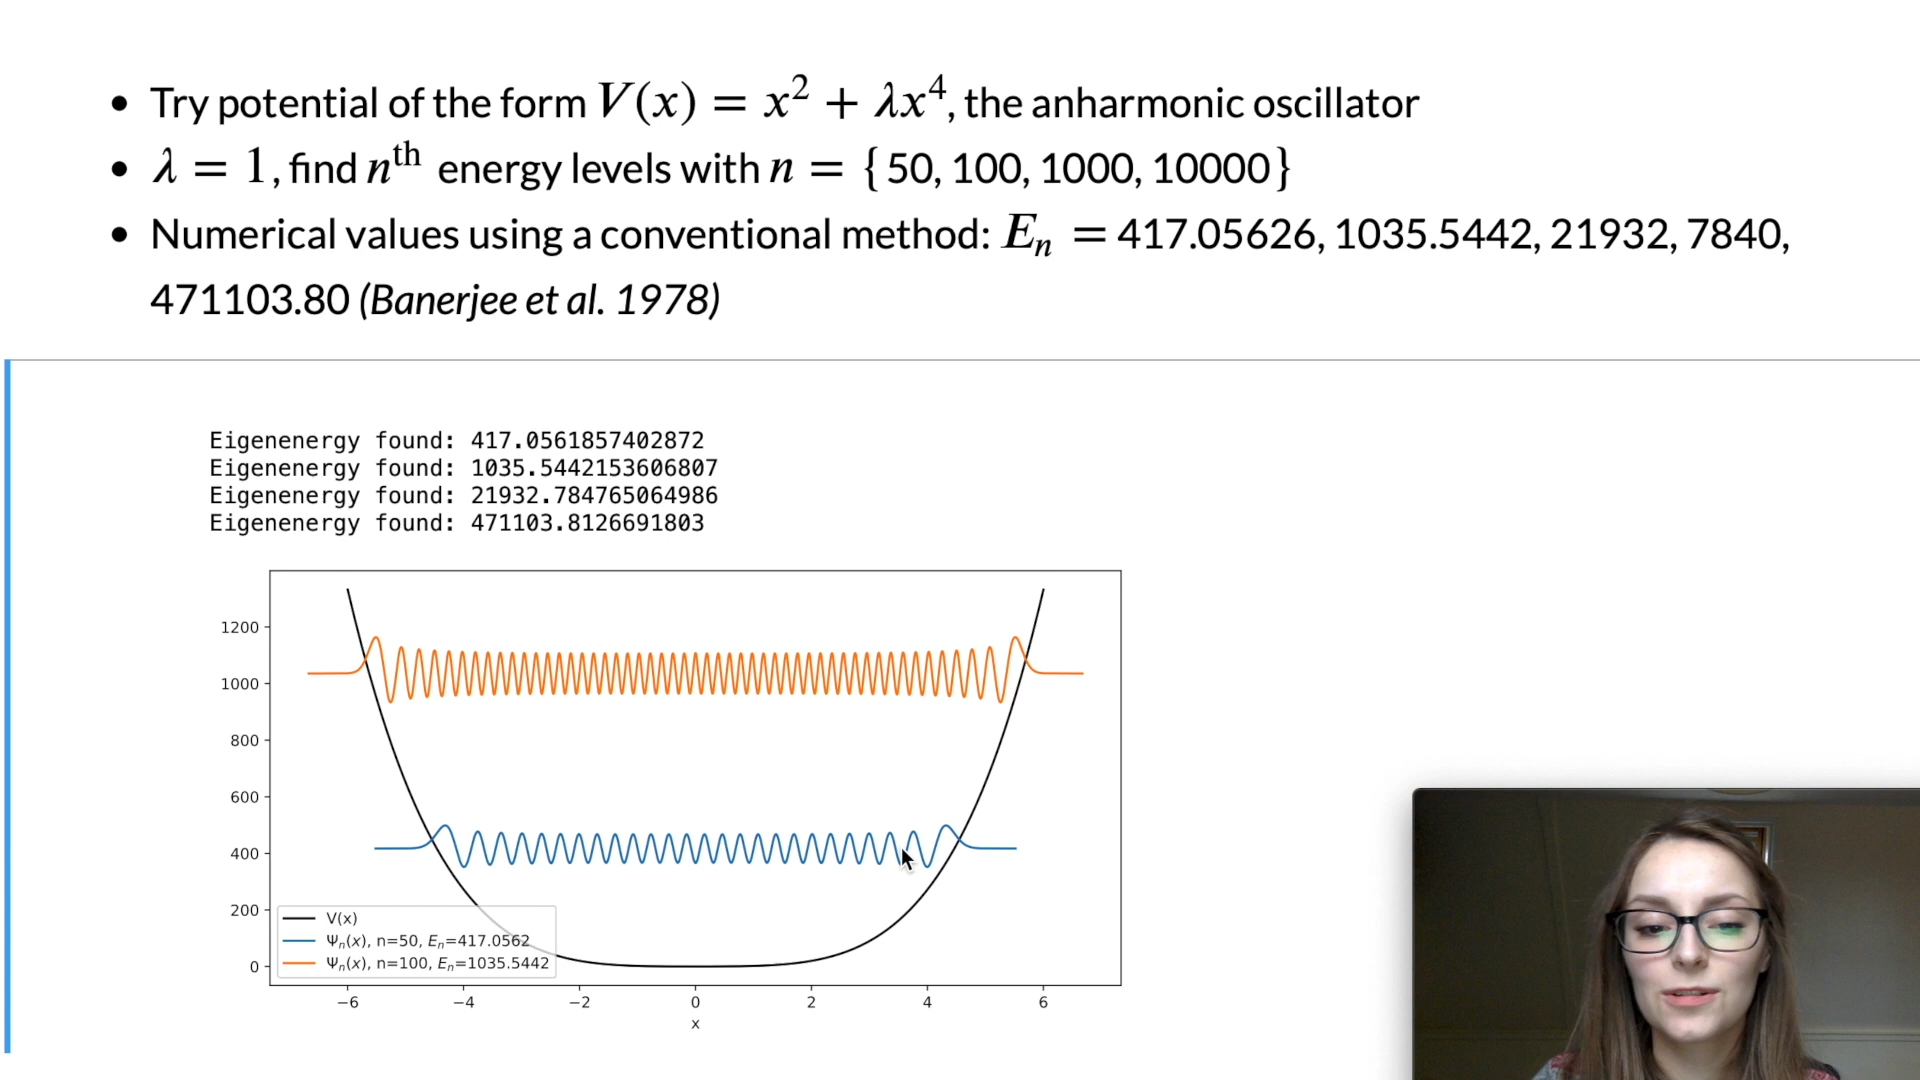 • Try potential of the form V(x) = x² + λx⁴, the anharmonic oscillator
• λ = 1, find nᵗʰ energy levels with n = {50, 100, 1000, 10000}
• Numerical values using a conventional method: Eₙ = 417.05626, 1035.5442, 21932, 7840,
471103.80 (Banerjee et al. 1978)
Eigenenergy found: 417.0561857402872
Eigenenergy found: 1035.5442153606807
Eigenenergy found: 21932.784765064986
Eigenenergy found: 471103.8126691803
1200
1000
800
600
400
200
0
V(x)
Ψₙ(x), n=50, Eₙ=417.0562
Ψₙ(x), n=100, Eₙ=1035.5442
−6 −4 −2 0 2 4 6
x